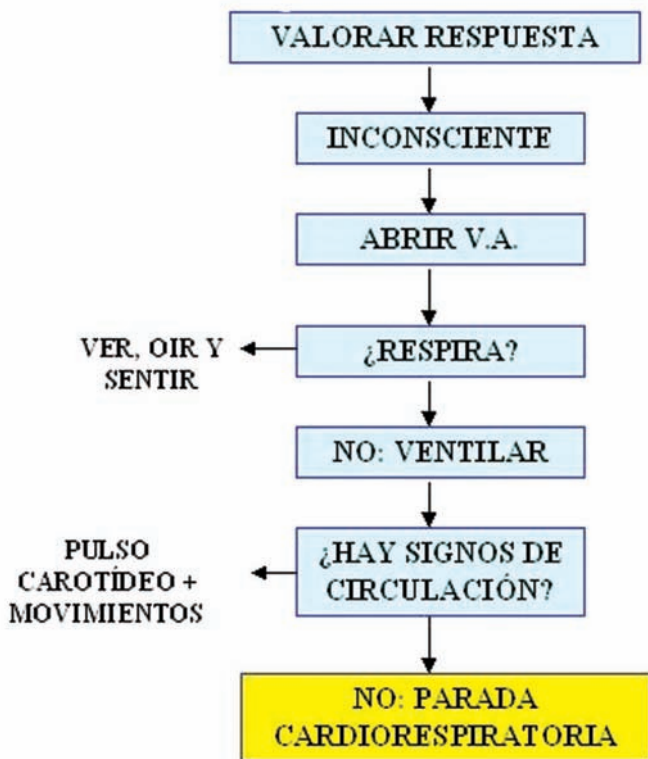 VALORAR RESPUESTA
INCONSCIENTE
ABRIR V.A.
VER, OIR Y
SENTIR
¿RESPIRA?
NO: VENTILAR
PULSO
CAROTÍDEO +
MOVIMIENTOS
¿HAY SIGNOS DE
CIRCULACIÓN?
NO: PARADA
CARDIORESPIRATORIA